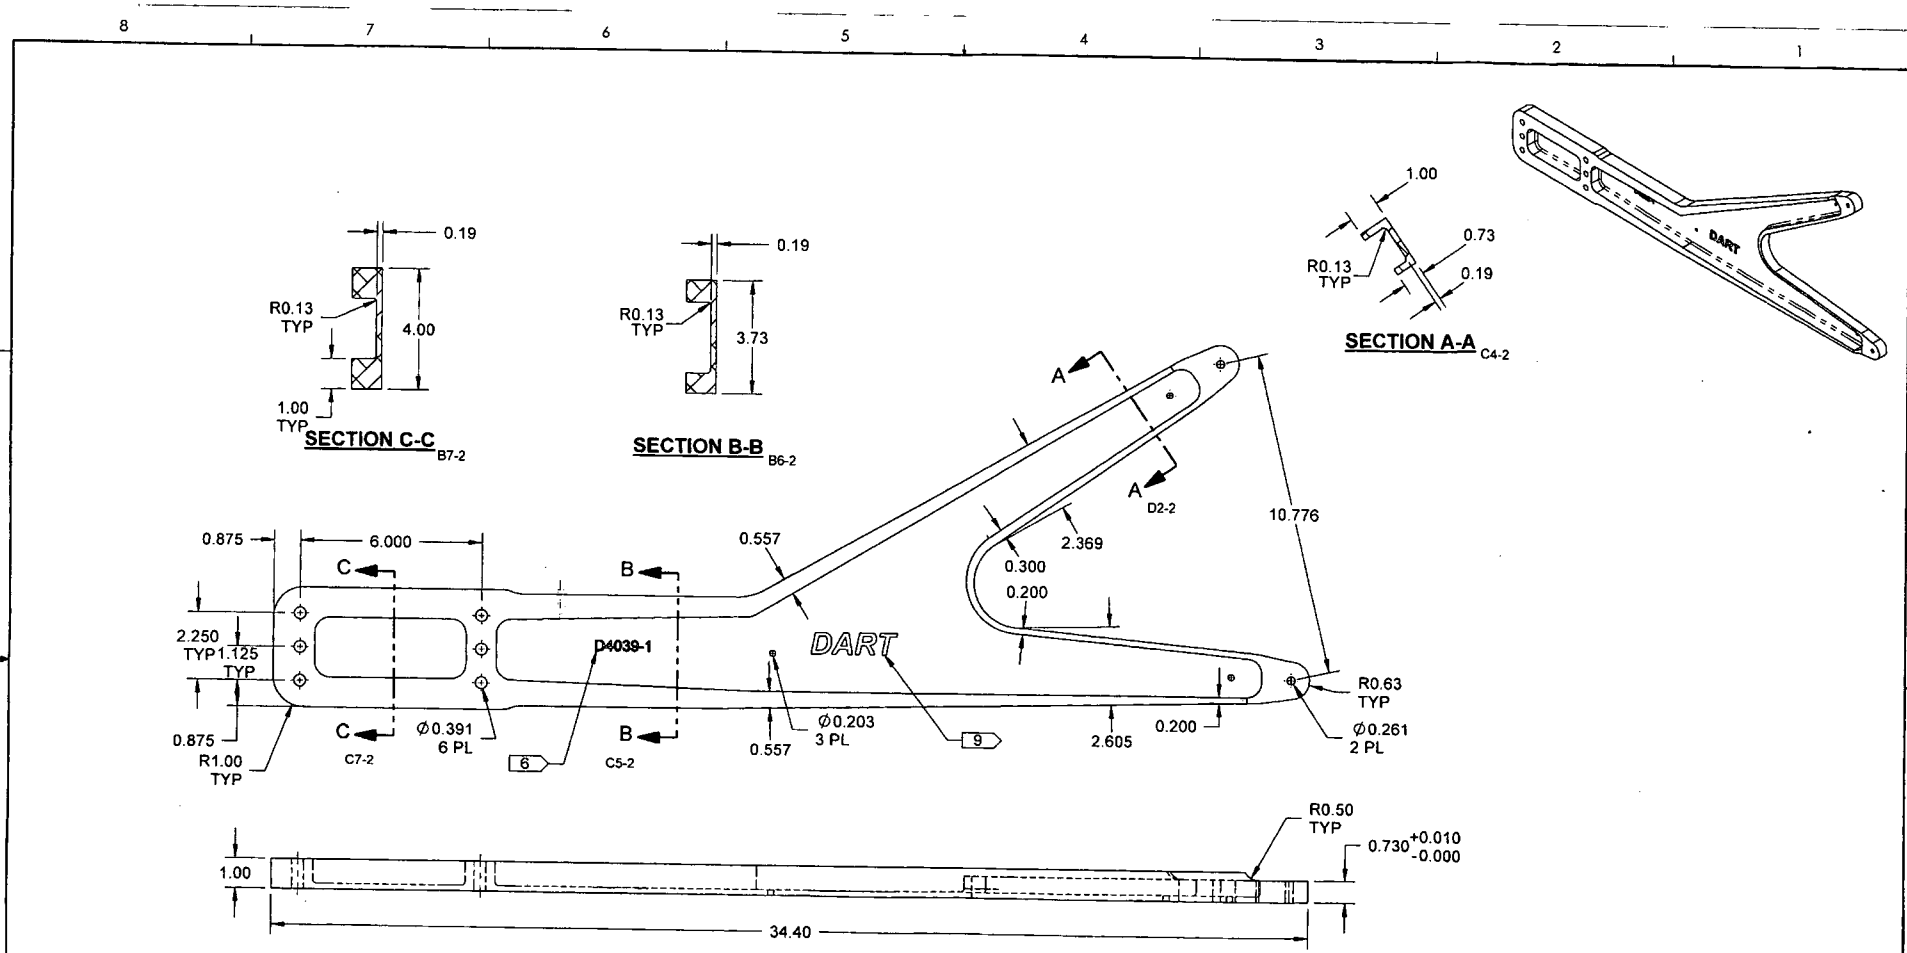 8 7 6 5 4 3 2 1
0.19
R0.13
TYP
4.00
1.00
TYP
SECTION C-C B7-2
0.19
R0.13
TYP
3.73
SECTION B-B B6-2
1.00
0.73
R0.13
TYP
0.19
SECTION A-A C4-2
DART
A
A
D2-2
10.776
0.875
6.000
0.557
2.369
0.300
0.200
C
B
2.250
TYP
1.125
TYP
D4039-1
DART
0.875
R1.00
TYP
C
C7-2
Ø0.391
6 PL
6
B
C5-2
0.557
Ø0.203
3 PL
9
2.605
0.200
R0.63
TYP
Ø0.261
2 PL
R0.50
TYP
1.00
0.730 +0.010
-0.000
34.40